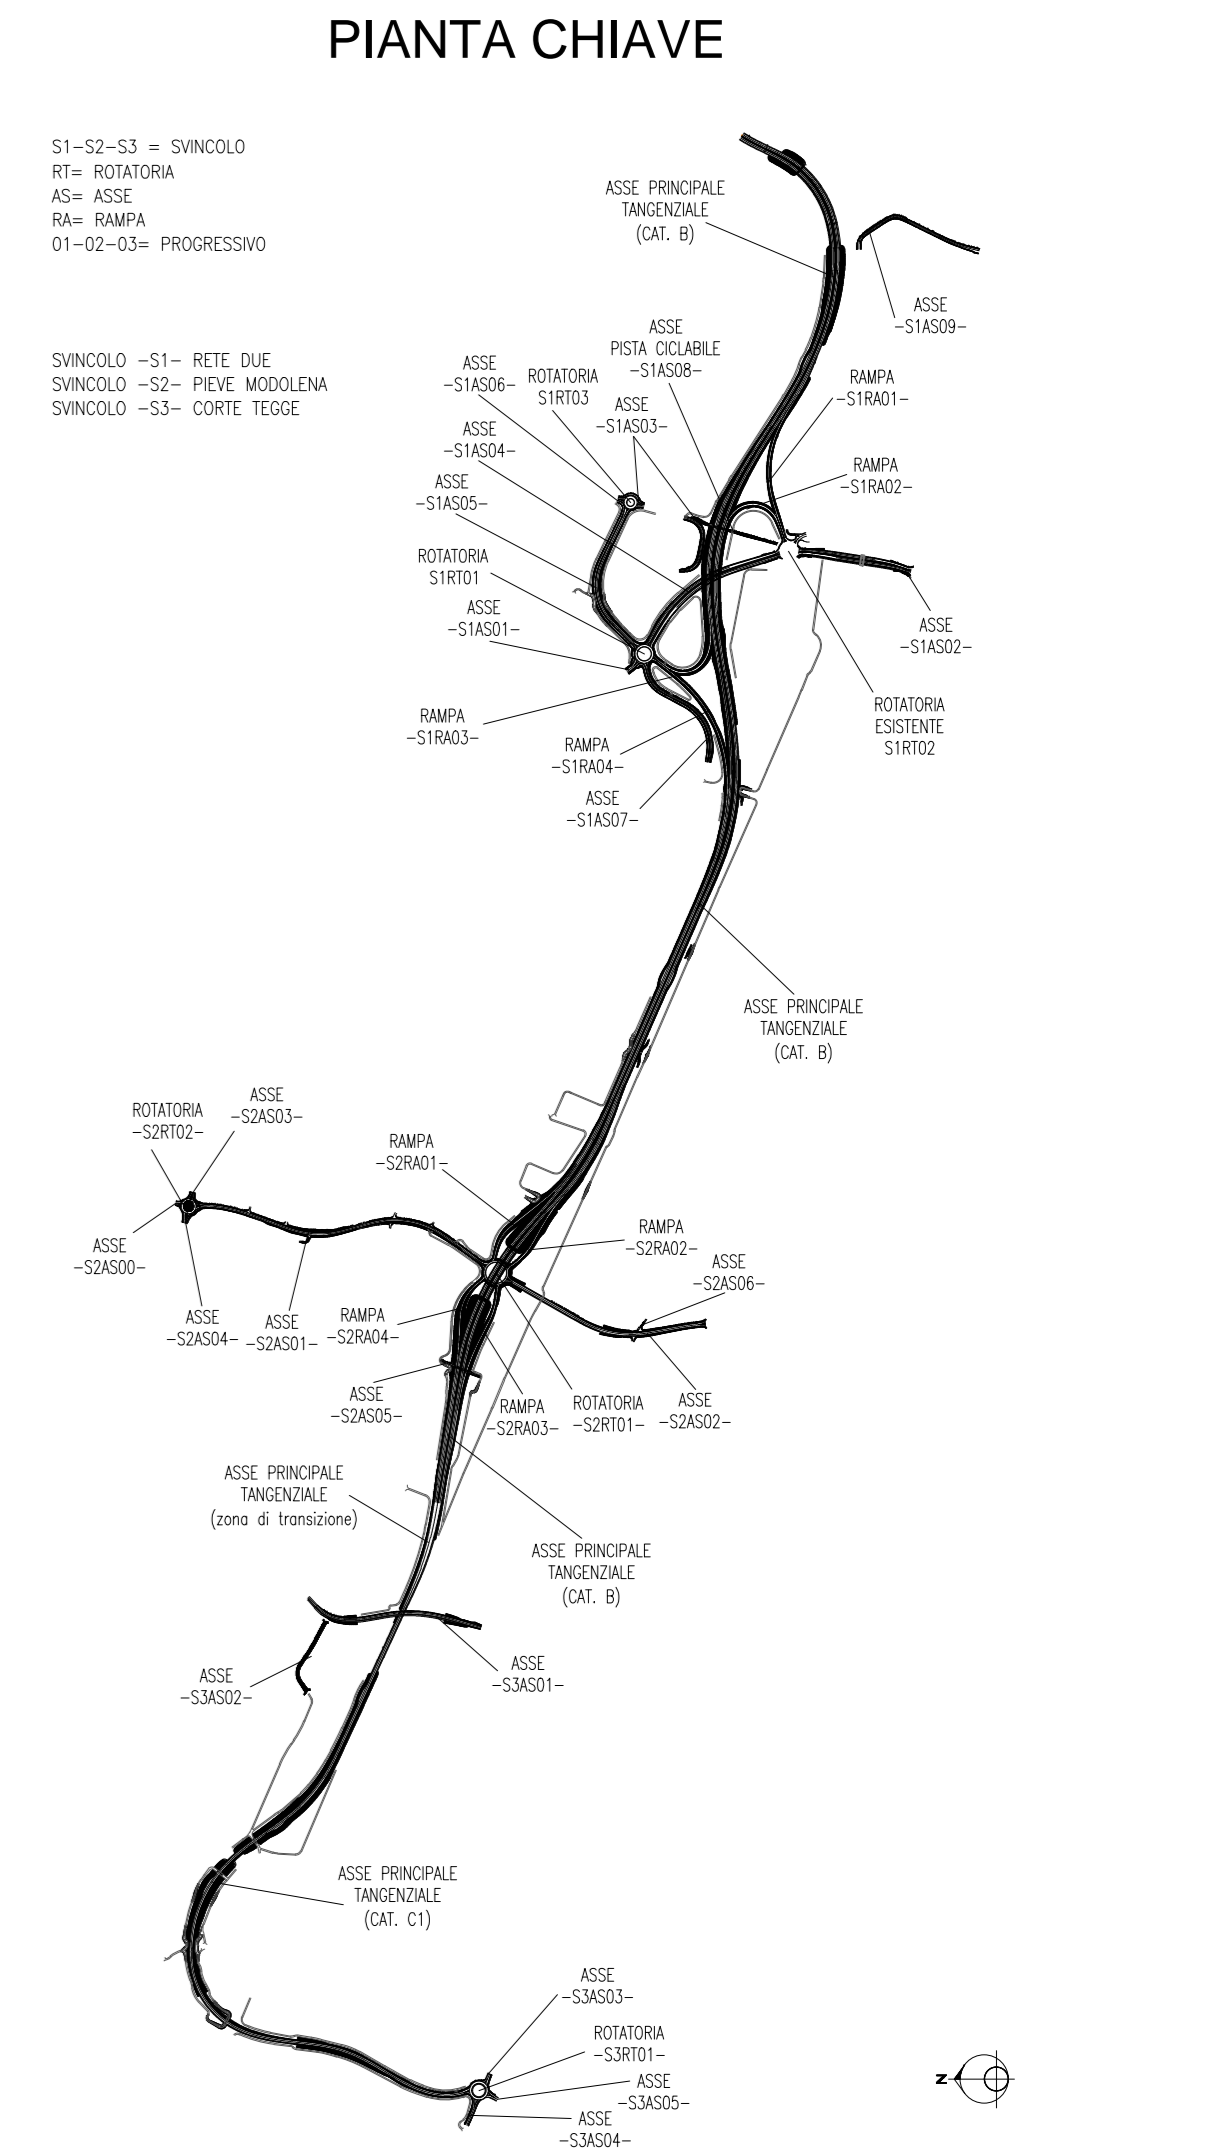 PIANTA CHIAVE
S1-S2-S3 = SVINCOLO
RT= ROTATORIA
AS= ASSE
RA= RAMPA
01-02-03= PROGRESSIVO
SVINCOLO -S1- RETE DUE
SVINCOLO -S2- PIEVE MODOLENA
SVINCOLO -S3- CORTE TEGGE
ASSE PRINCIPALE
TANGENZIALE
(CAT. B)
ASSE
-S1AS09-
ASSE
PISTA CICLABILE
-S1AS08-
ASSE
-S1AS06-
ROTATORIA
S1RT03
ASSE
-S1AS03-
RAMPA
-S1RA01-
ASSE
-S1AS04-
RAMPA
-S1RA02-
ASSE
-S1AS05-
ROTATORIA
S1RT01
ASSE
-S1AS01-
ASSE
-S1AS02-
RAMPA
-S1RA03-
ROTATORIA
ESISTENTE
S1RT02
RAMPA
-S1RA04-
ASSE
-S1AS07-
ASSE PRINCIPALE
TANGENZIALE
(CAT. B)
ASSE
-S2AS03-
ROTATORIA
-S2RT02-
RAMPA
-S2RA01-
RAMPA
-S2RA02-
ASSE
-S2AS00-
ASSE
-S2AS06-
ASSE
-S2AS04-
ASSE
-S2AS01-
RAMPA
-S2RA04-
ASSE
-S2AS05-
RAMPA
-S2RA03-
ROTATORIA
-S2RT01-
ASSE
-S2AS02-
ASSE PRINCIPALE
TANGENZIALE
(zona di transizione)
ASSE PRINCIPALE
TANGENZIALE
(CAT. B)
ASSE
-S3AS01-
ASSE
-S3AS02-
ASSE PRINCIPALE
TANGENZIALE
(CAT. C1)
ASSE
-S3AS03-
ROTATORIA
-S3RT01-
ASSE
-S3AS05-
ASSE
-S3AS04-
N